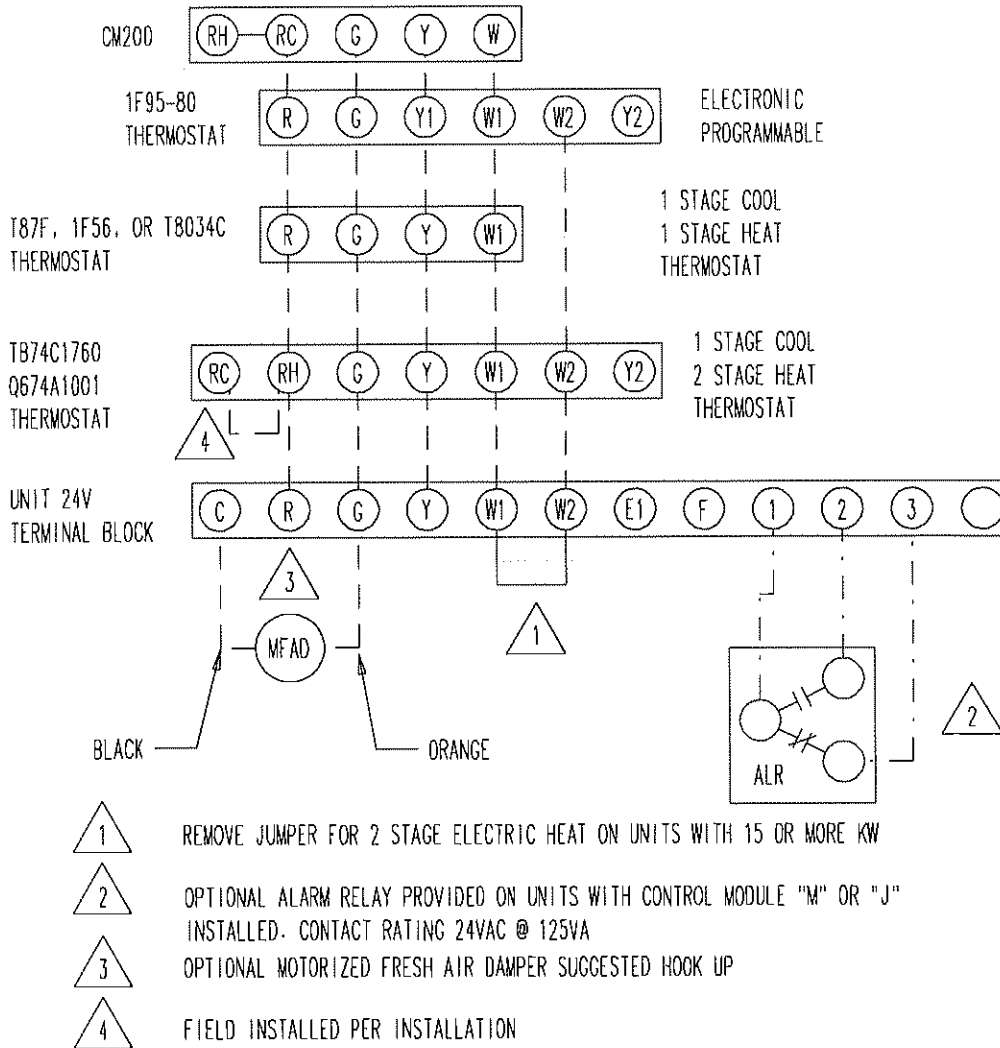 CM200 RH RC G Y W
1F95-80
THERMOSTAT
R G Y1 W1 W2 Y2
ELECTRONIC
PROGRAMMABLE
T87F, 1F56, OR T8034C
THERMOSTAT
R G Y W1
1 STAGE COOL
1 STAGE HEAT
THERMOSTAT
T874C1760
Q674A1001
THERMOSTAT
RC RH G Y W1 W2 Y2
1 STAGE COOL
2 STAGE HEAT
THERMOSTAT
4
UNIT 24V
TERMINAL BLOCK
C R G Y W1 W2 E1 F 1 2 3
3
1
MFAD
2
BLACK
ORANGE
ALR
1 REMOVE JUMPER FOR 2 STAGE ELECTRIC HEAT ON UNITS WITH 15 OR MORE KW
2 OPTIONAL ALARM RELAY PROVIDED ON UNITS WITH CONTROL MODULE "M" OR "J"
INSTALLED. CONTACT RATING 24VAC @ 125VA
3 OPTIONAL MOTORIZED FRESH AIR DAMPER SUGGESTED HOOK UP
4 FIELD INSTALLED PER INSTALLATION